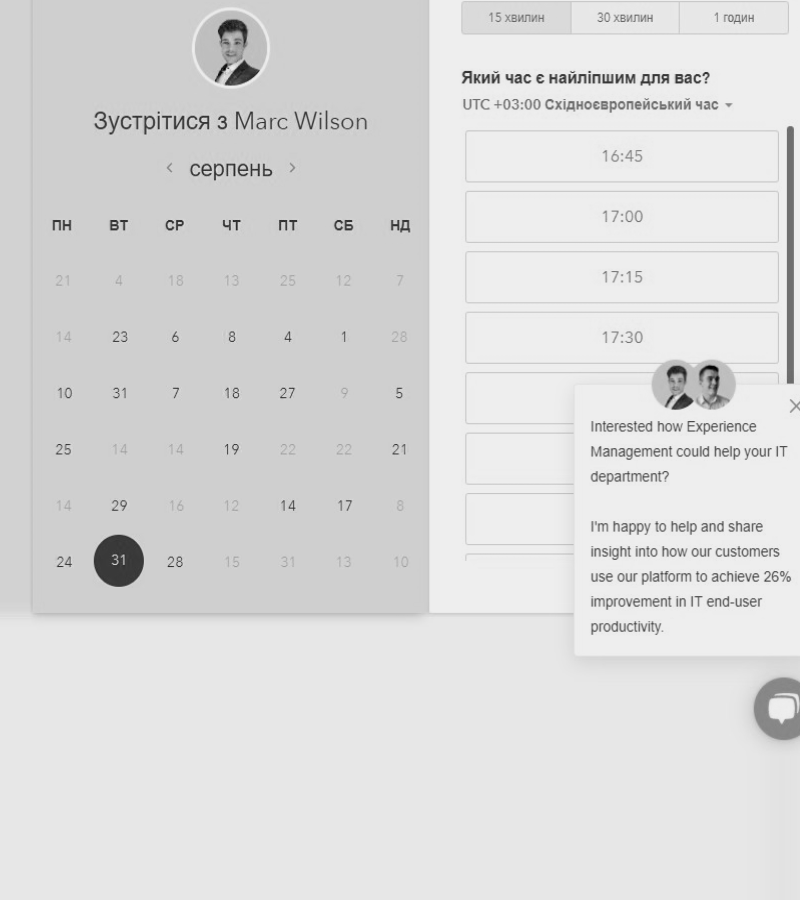 Зустрітися з Marc Wilson
серпень
ПН ВТ СР ЧТ ПТ СБ НД
21 4 18 13 25 12 7
14 23 6 8 4 1 28
10 31 7 18 27 9 5
25 14 14 19 22 22 21
14 29 16 12 14 17 8
24 31 28 15 31 13 10
15 хвилин 30 хвилин 1 годин
Який час є найліпшим для вас?
UTC +03:00 Східноєвропейський час
16:45
17:00
17:15
17:30
Interested how Experience
Management could help your IT
department?
I'm happy to help and share
insight into how our customers
use our platform to achieve 26%
improvement in IT end-user
productivity.